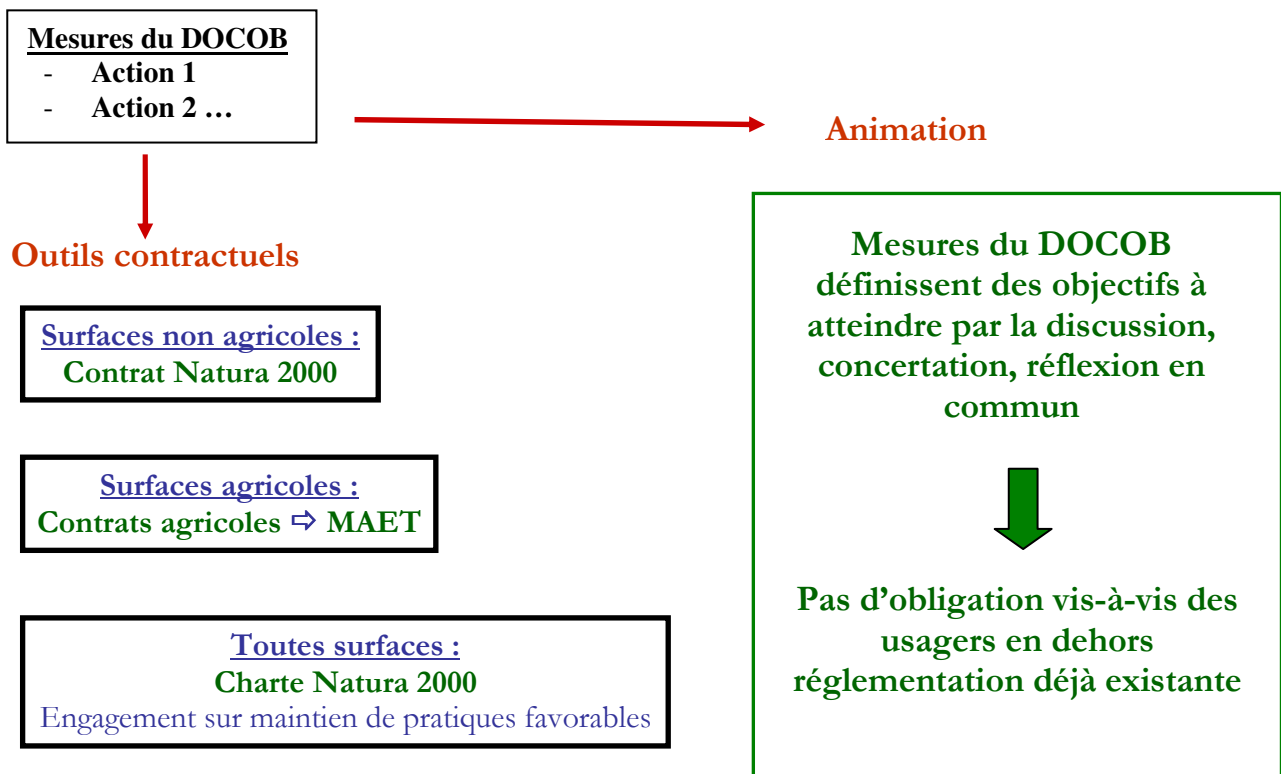 Mesures du DOCOB
- Action 1
- Action 2 …
Animation
Outils contractuels
Surfaces non agricoles :
Contrat Natura 2000
Surfaces agricoles :
Contrats agricoles ⇨ MAET
Toutes surfaces :
Charte Natura 2000
Engagement sur maintien de pratiques favorables
Mesures du DOCOB
définissent des objectifs à
atteindre par la discussion,
concertation, réflexion en
commun
Pas d’obligation vis-à-vis des
usagers en dehors
réglementation déjà existante